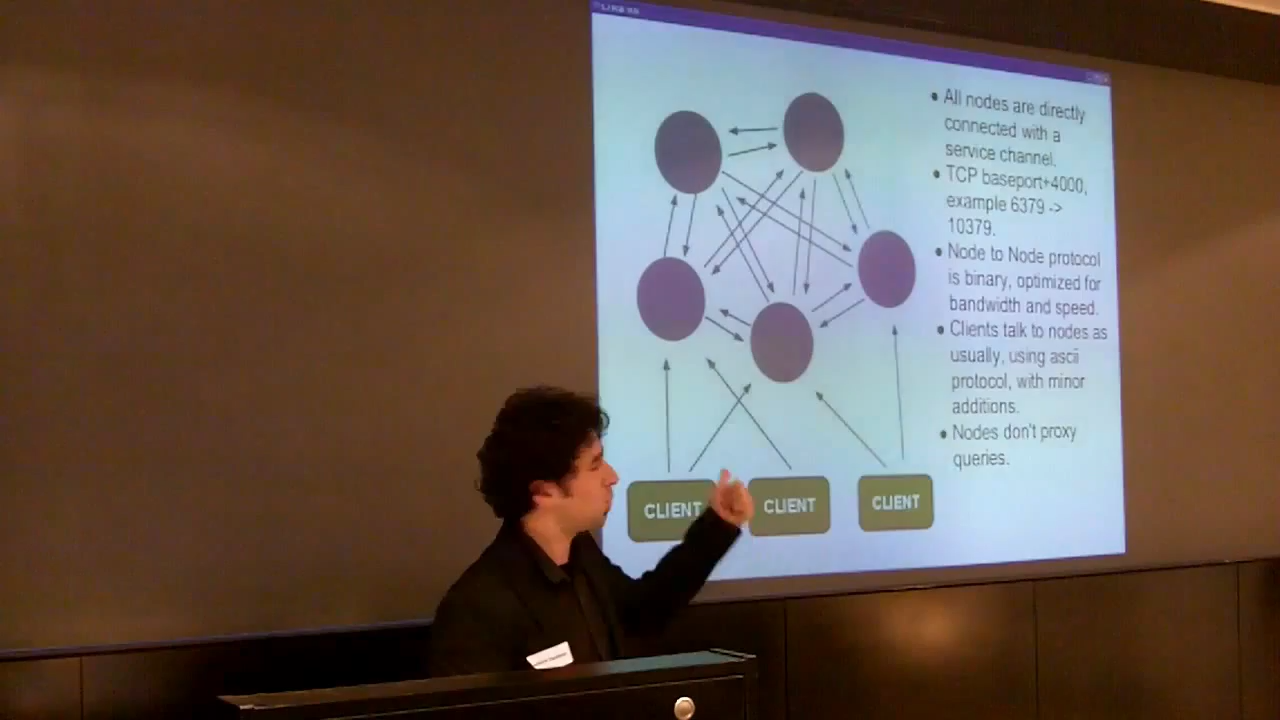 • All nodes are directly
connected with a
service channel.
• TCP baseport+4000,
example 6379 ->
10379.
• Node to Node protocol
is binary, optimized for
bandwidth and speed.
• Clients talk to nodes as
usually, using ascii
protocol, with minor
additions.
• Nodes don't proxy
queries.
CLIENT
CLIENT
CLIENT